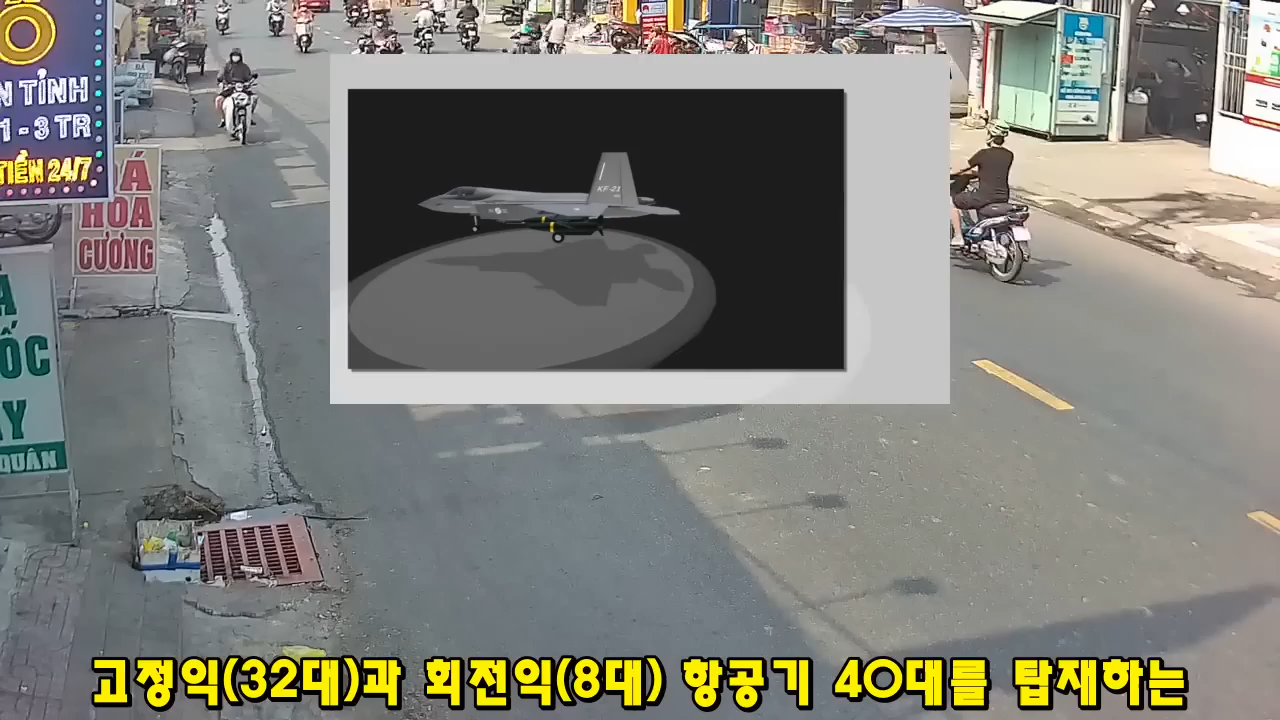 N TỈNH
1 - 3 TR
TIỀN 24/7
HOA
CƯƠNG
ỐC
QUÂN
KF-21
고정익(32대)과 회전익(8대) 항공기 40대를 탑재하는